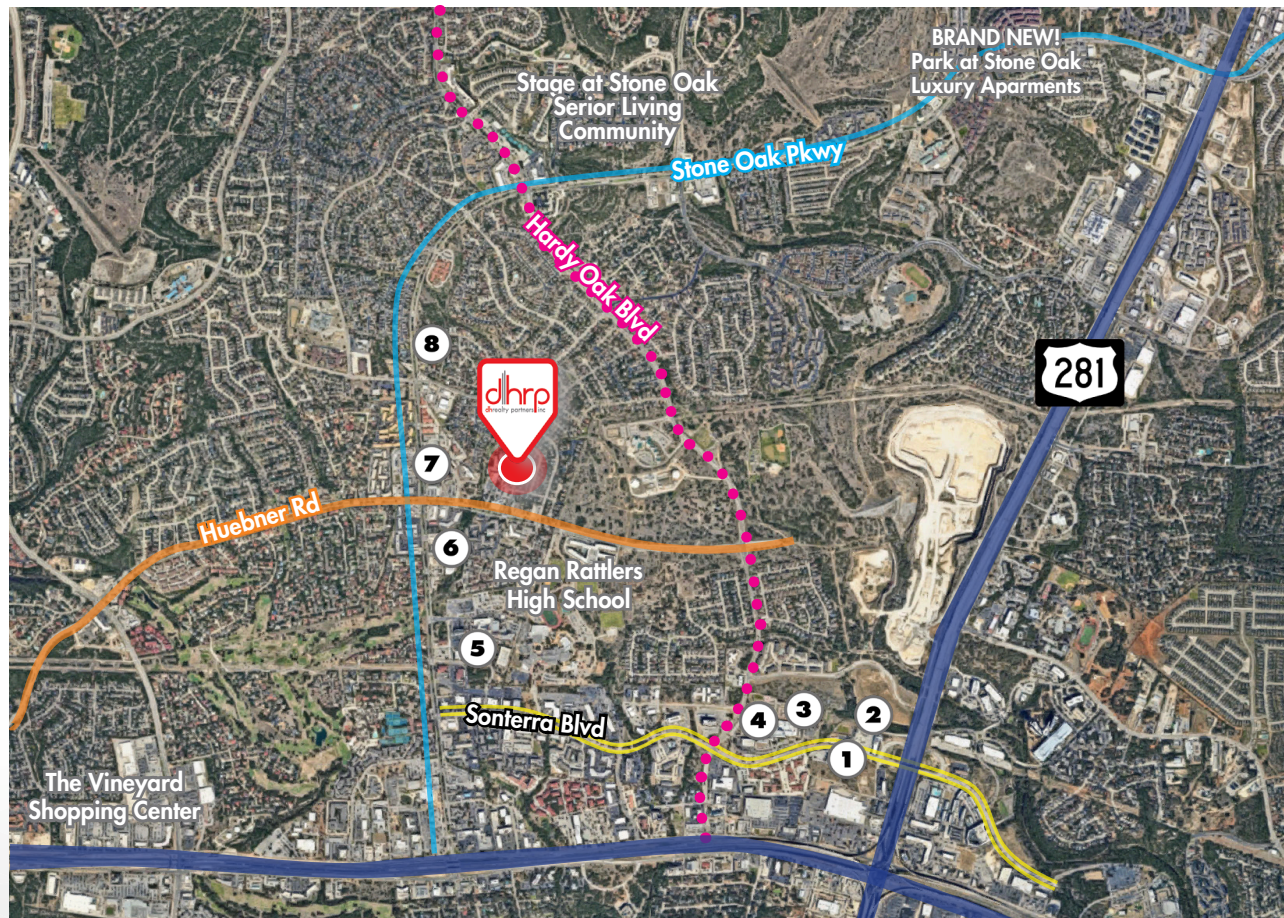 BRAND NEW!
Park at Stone Oak
Luxury Aparments
Stage at Stone Oak
Serior Living
Community
Stone Oak Pkwy
Hardy Oak Blvd
281
8
dhrp
dhrealty partners, inc
7
Huebner Rd
6
Regan Rattlers
High School
5
Sonterra Blvd
4
3
2
1
The Vineyard
Shopping Center